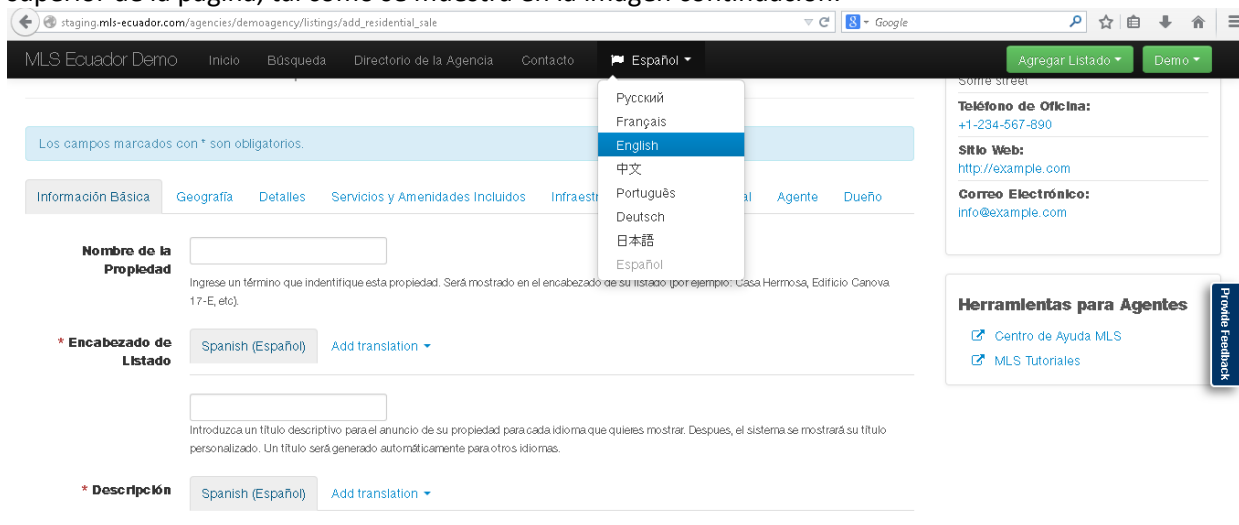 superior de la página, tal como se muestra en la imagen continuación:
staging.mls-ecuador.com/agencies/demoagency/listings/add_residential_sale
Google
MLS Ecuador Demo Inicio Búsqueda Directorio de la Agencia Contacto Español Agregar Listado Demo
Русский
Français
English
中文
Português
Deutsch
日本語
Español
Los campos marcados con * son obligatorios.
Información Básica Geografía Detalles Servicios y Amenidades Incluidos Infraestr al Agente Dueño
Nombre de la
Propiedad
Ingrese un término que indentifique esta propiedad. Será mostrado en el encabezado de su listado (por ejemplo: Casa Hermosa, Edificio Canova
17-E, etc).
* Encabezado de
Listado
Spanish (Español) Add translation
Introduzca un título descriptivo para el anuncio de su propiedad para cada idioma que quieres mostrar. Despues, el sistema se mostrará su título
personalizado. Un título será generado automáticamente para otros idiomas.
* Descripción
Spanish (Español) Add translation
Some street
Teléfono de Oficina:
+1-234-567-890
Sitio Web:
http://example.com
Correo Electrónico:
info@example.com
Herramientas para Agentes
Centro de Ayuda MLS
MLS Tutoriales
Provide Feedback